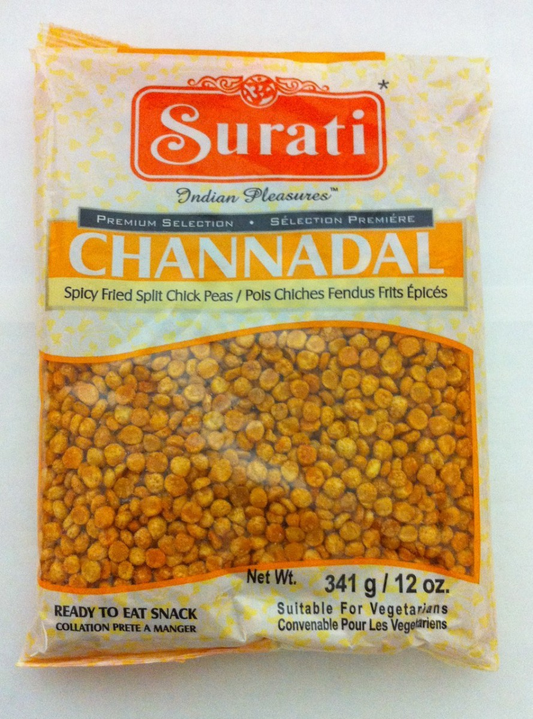 Surati*
Indian Pleasures™
PREMIUM SELECTION • SÉLECTION PREMIÉRE
CHANNADAL
Spicy Fried Split Chick Peas / Pois Chiches Fendus Frits Épicés
Net Wt. 341 g / 12 oz.
READY TO EAT SNACK
COLLATION PRETE A MANGER
Suitable For Vegetarians
Convenable Pour Les Vegetariens